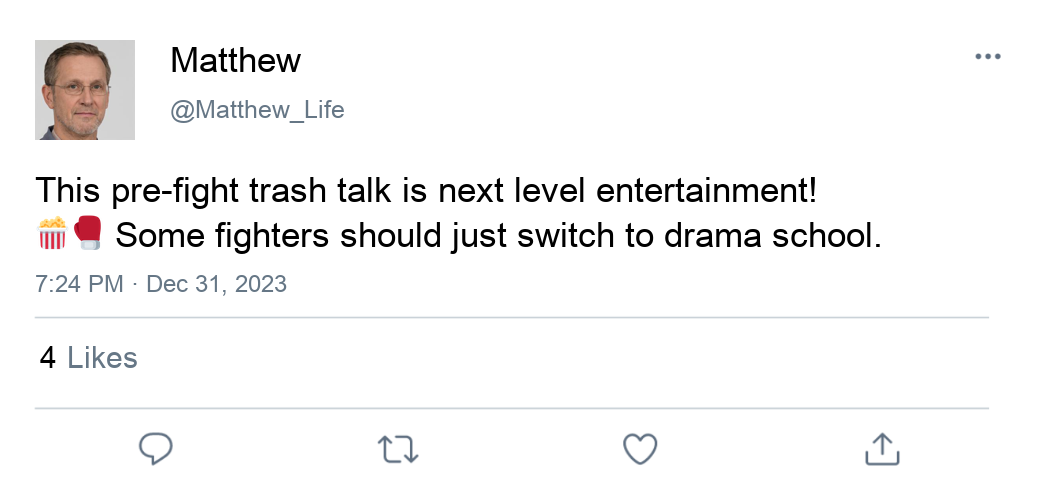 Matthew
@Matthew_Life
This pre-fight trash talk is next level entertainment!
🍿🥊 Some fighters should just switch to drama school.
7:24 PM · Dec 31, 2023
4 Likes